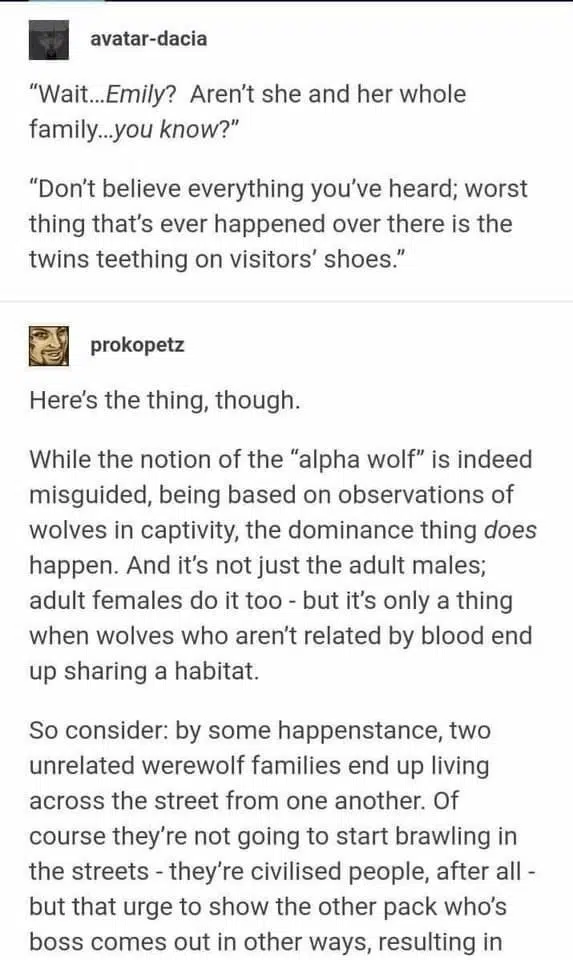 avatar-dacia
“Wait...Emily? Aren’t she and her whole
family...you know?”
“Don’t believe everything you’ve heard; worst
thing that’s ever happened over there is the
twins teething on visitors’ shoes.”
prokopetz
Here’s the thing, though.
While the notion of the “alpha wolf” is indeed
misguided, being based on observations of
wolves in captivity, the dominance thing does
happen. And it’s not just the adult males;
adult females do it too - but it’s only a thing
when wolves who aren’t related by blood end
up sharing a habitat.
So consider: by some happenstance, two
unrelated werewolf families end up living
across the street from one another. Of
course they’re not going to start brawling in
the streets - they’re civilised people, after all -
but that urge to show the other pack who’s
boss comes out in other ways, resulting in